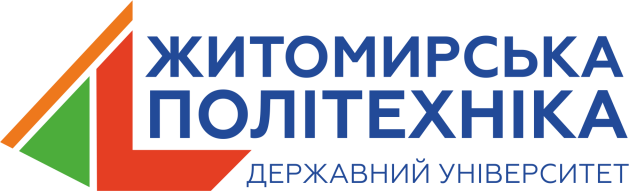 ЖИТОМИРСЬКА
ПОЛІТЕХНІКА
ДЕРЖАВНИЙ УНІВЕРСИТЕТ